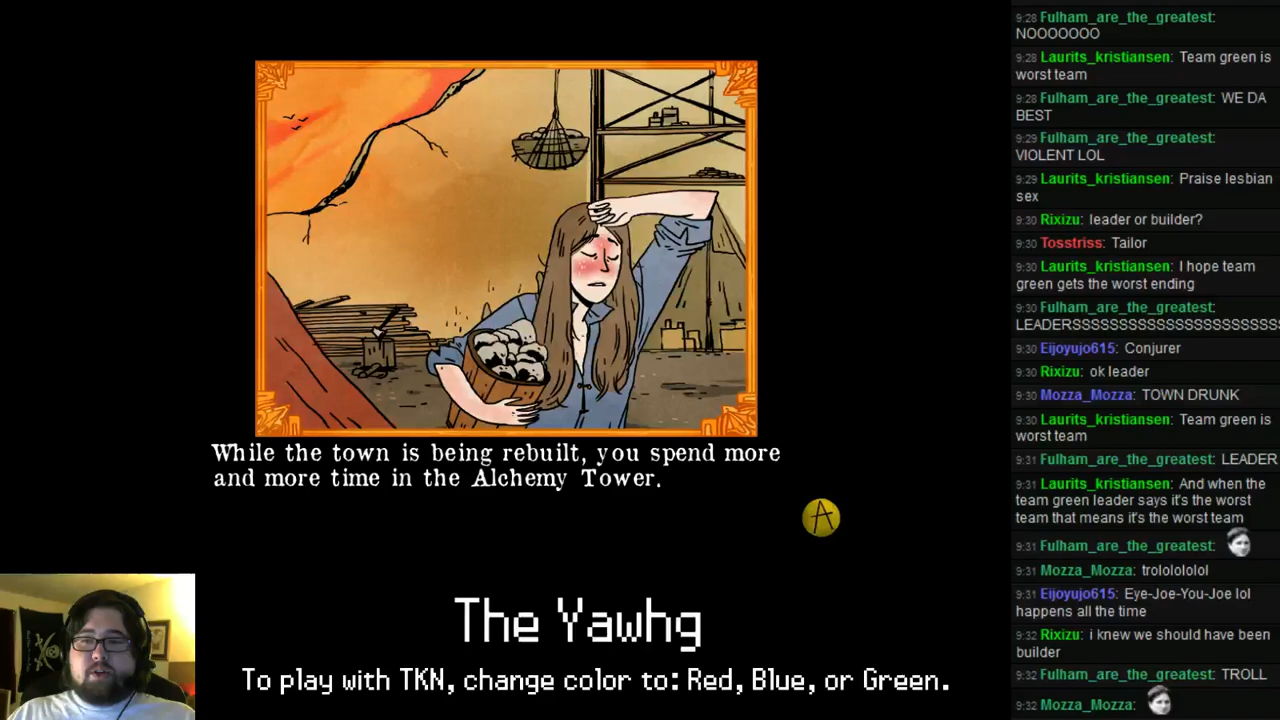 While the town is being rebuilt, you spend more
and more time in the Alchemy Tower.
A
The Yawhg
To play with TKN, change color to: Red, Blue, or Green.
9:28 Fulham_are_the_greatest:
NOOOOOOO
9:28 Laurits_kristiansen: Team green is
worst team
9:28 Fulham_are_the_greatest: WE DA
BEST
9:29 Fulham_are_the_greatest:
VIOLENT LOL
9:29 Laurits_kristiansen: Praise lesbian
sex
9:30 Rixizu: leader or builder?
9:30 Tosstriss: Tailor
9:30 Laurits_kristiansen: I hope team
green gets the worst ending
9:30 Fulham_are_the_greatest:
LEADERSSSSSSSSSSSSSSSSSSSSSS
9:30 Eijoyujo615: Conjurer
9:30 Rixizu: ok leader
9:30 Mozza_Mozza: TOWN DRUNK
9:30 Laurits_kristiansen: Team green is
worst team
9:31 Fulham_are_the_greatest: LEADER
9:31 Laurits_kristiansen: And when the
team green leader says it's the worst
team that means it's the worst team
9:31 Fulham_are_the_greatest:
9:31 Mozza_Mozza: trolololololol
9:31 Eijoyujo615: Eye-Joe-You-Joe lol
happens all the time
9:32 Rixizu: i knew we should have been
builder
9:32 Fulham_are_the_greatest: TROLL
9:32 Mozza_Mozza: